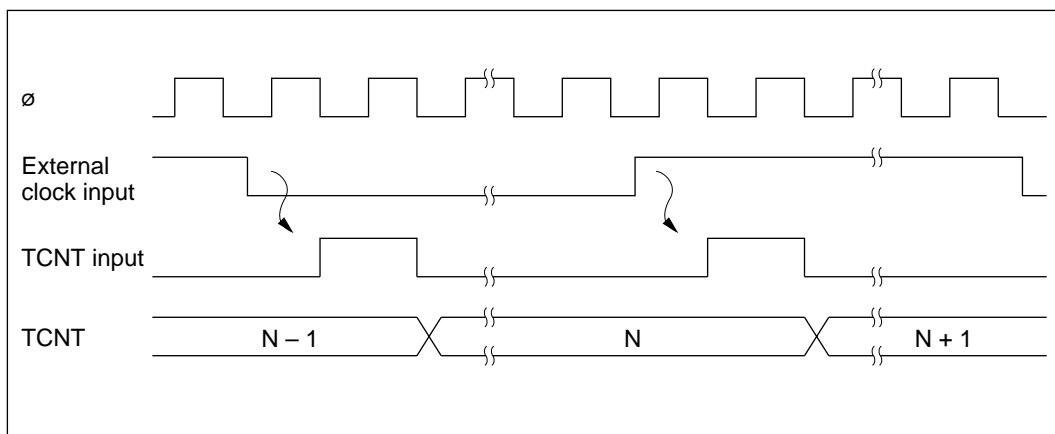 ø
External
clock input
TCNT input
TCNT
N – 1
N
N + 1